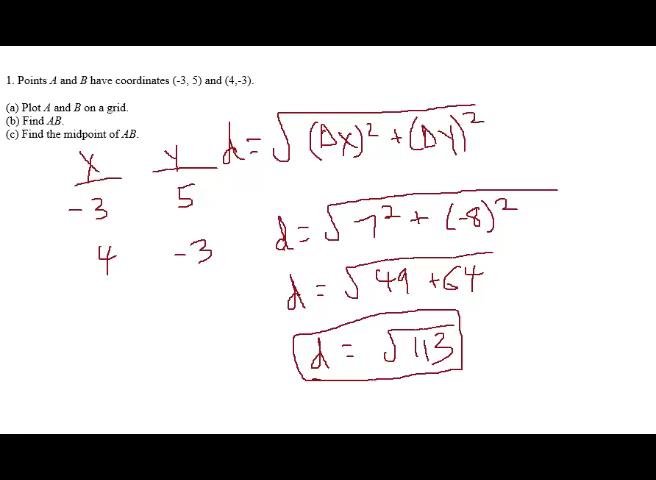 1. Points A and B have coordinates (-3, 5) and (4,-3).
(a) Plot A and B on a grid.
(b) Find AB.
(c) Find the midpoint of AB.
d = √(Δx)² + (Δy)²
x y
-3 5
4 -3
d = √7² + (-8)²
d = √49 + 64
d = √113